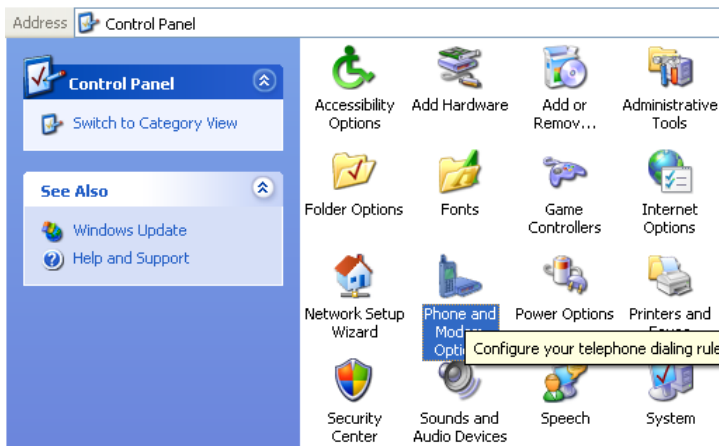 Address Control Panel
Control Panel
Switch to Category View
See Also
Windows Update
Help and Support
Accessibility
Options
Add Hardware
Add or
Remov...
Administrative
Tools
Folder Options
Fonts
Game
Controllers
Internet
Options
Network Setup
Wizard
Phone and
Power Options
Printers and
Configure your telephone dialing rule
Security
Center
Sounds and
Audio Devices
Speech
System